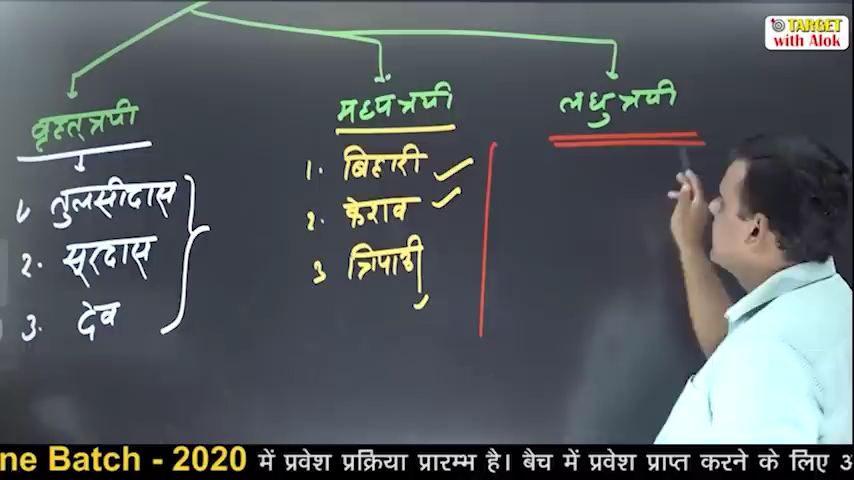 TARGET
with Alok
बृहत् त्रयी
मध्य त्रयी
लघु त्रयी
1. तुलसीदास
2. सूरदास
3. देव
1. बिहारी
2. केशव
3 त्रिपाठी
ne Batch - 2020 में प्रवेश प्रक्रिया प्रारम्भ है। बैच में प्रवेश प्राप्त करने के लिए अ